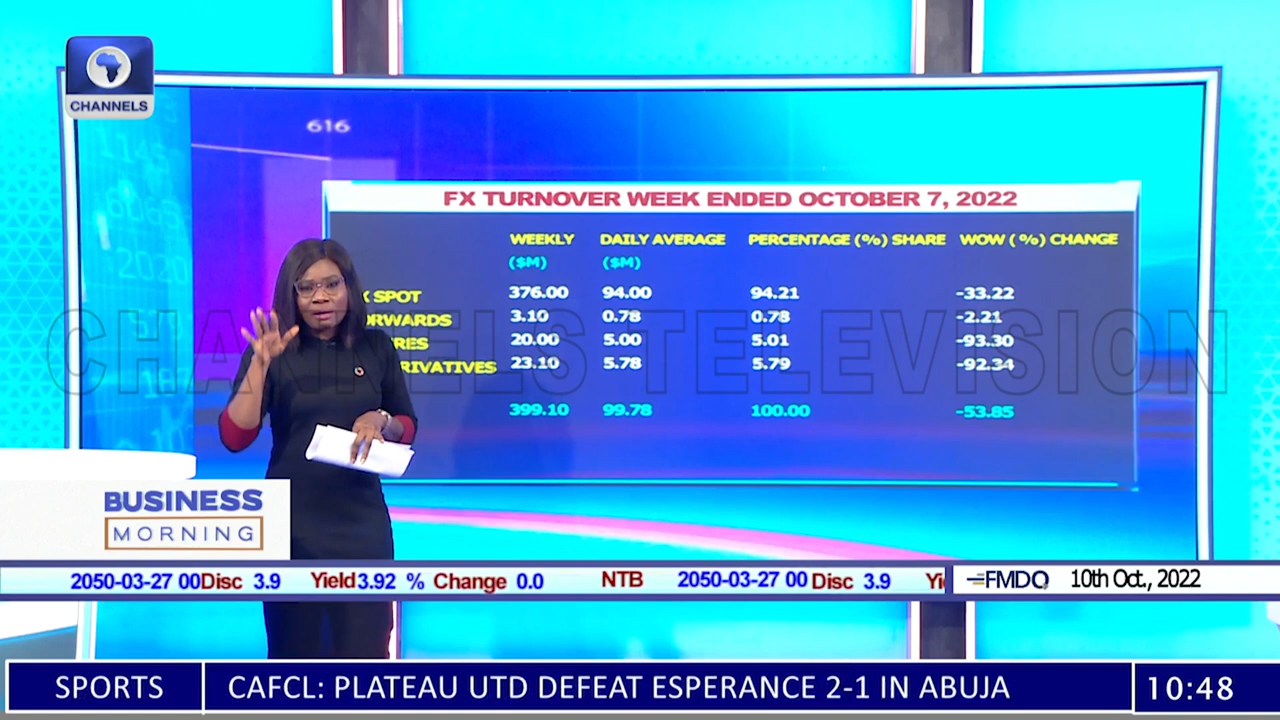 CHANNELS
616
FX TURNOVER WEEK ENDED OCTOBER 7, 2022
WEEKLY DAILY AVERAGE PERCENTAGE (%) SHARE WOW (%) CHANGE
($M) ($M)
SPOT 376.00 94.00 94.21 -33.22
ORWARDS 3.10 0.78 0.78 -2.21
RES 20.00 5.00 5.01 -93.30
RIVATIVES 23.10 5.78 5.79 -92.34
399.10 99.78 100.00 -53.85
CHANNELS TELEVISION
BUSINESS
MORNING
2050-03-27 00 Disc 3.9 Yield 3.92 % Change 0.0 NTB 2050-03-27 00 Disc 3.9 Yi
FMDQ 10th Oct., 2022
SPORTS CAFCL: PLATEAU UTD DEFEAT ESPERANCE 2-1 IN ABUJA 10:48